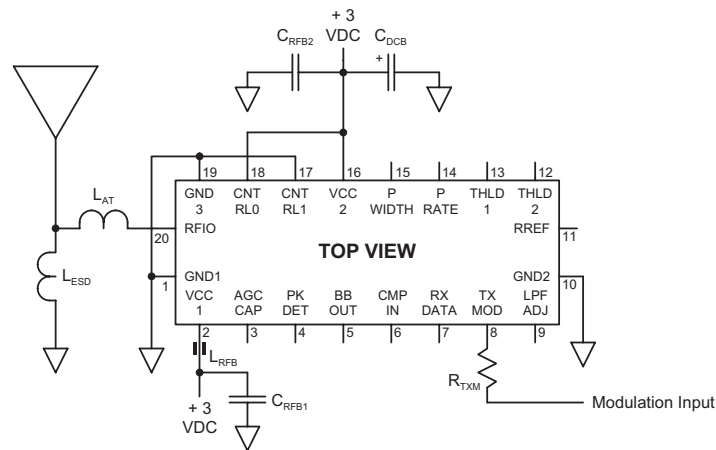 + 3
VDC
CRFB2
CDCB
+
19 18 17 16 15 14 13 12
GND CNT CNT VCC P P THLD THLD
3 RL0 RL1 2 WIDTH RATE 1 2
LAT
20 RFIO
RREF 11
TOP VIEW
LESD
1 GND1
GND2 10
VCC AGC PK BB CMP RX TX LPF
1 CAP DET OUT IN DATA MOD ADJ
2 3 4 5 6 7 8 9
LRFB
RTXM
+ 3
VDC
CRFB1
Modulation Input